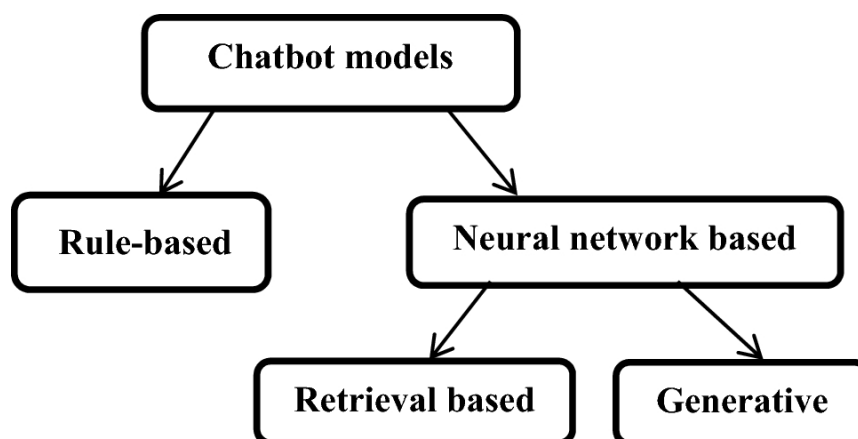 Chatbot models
Rule-based
Neural network based
Retrieval based
Generative